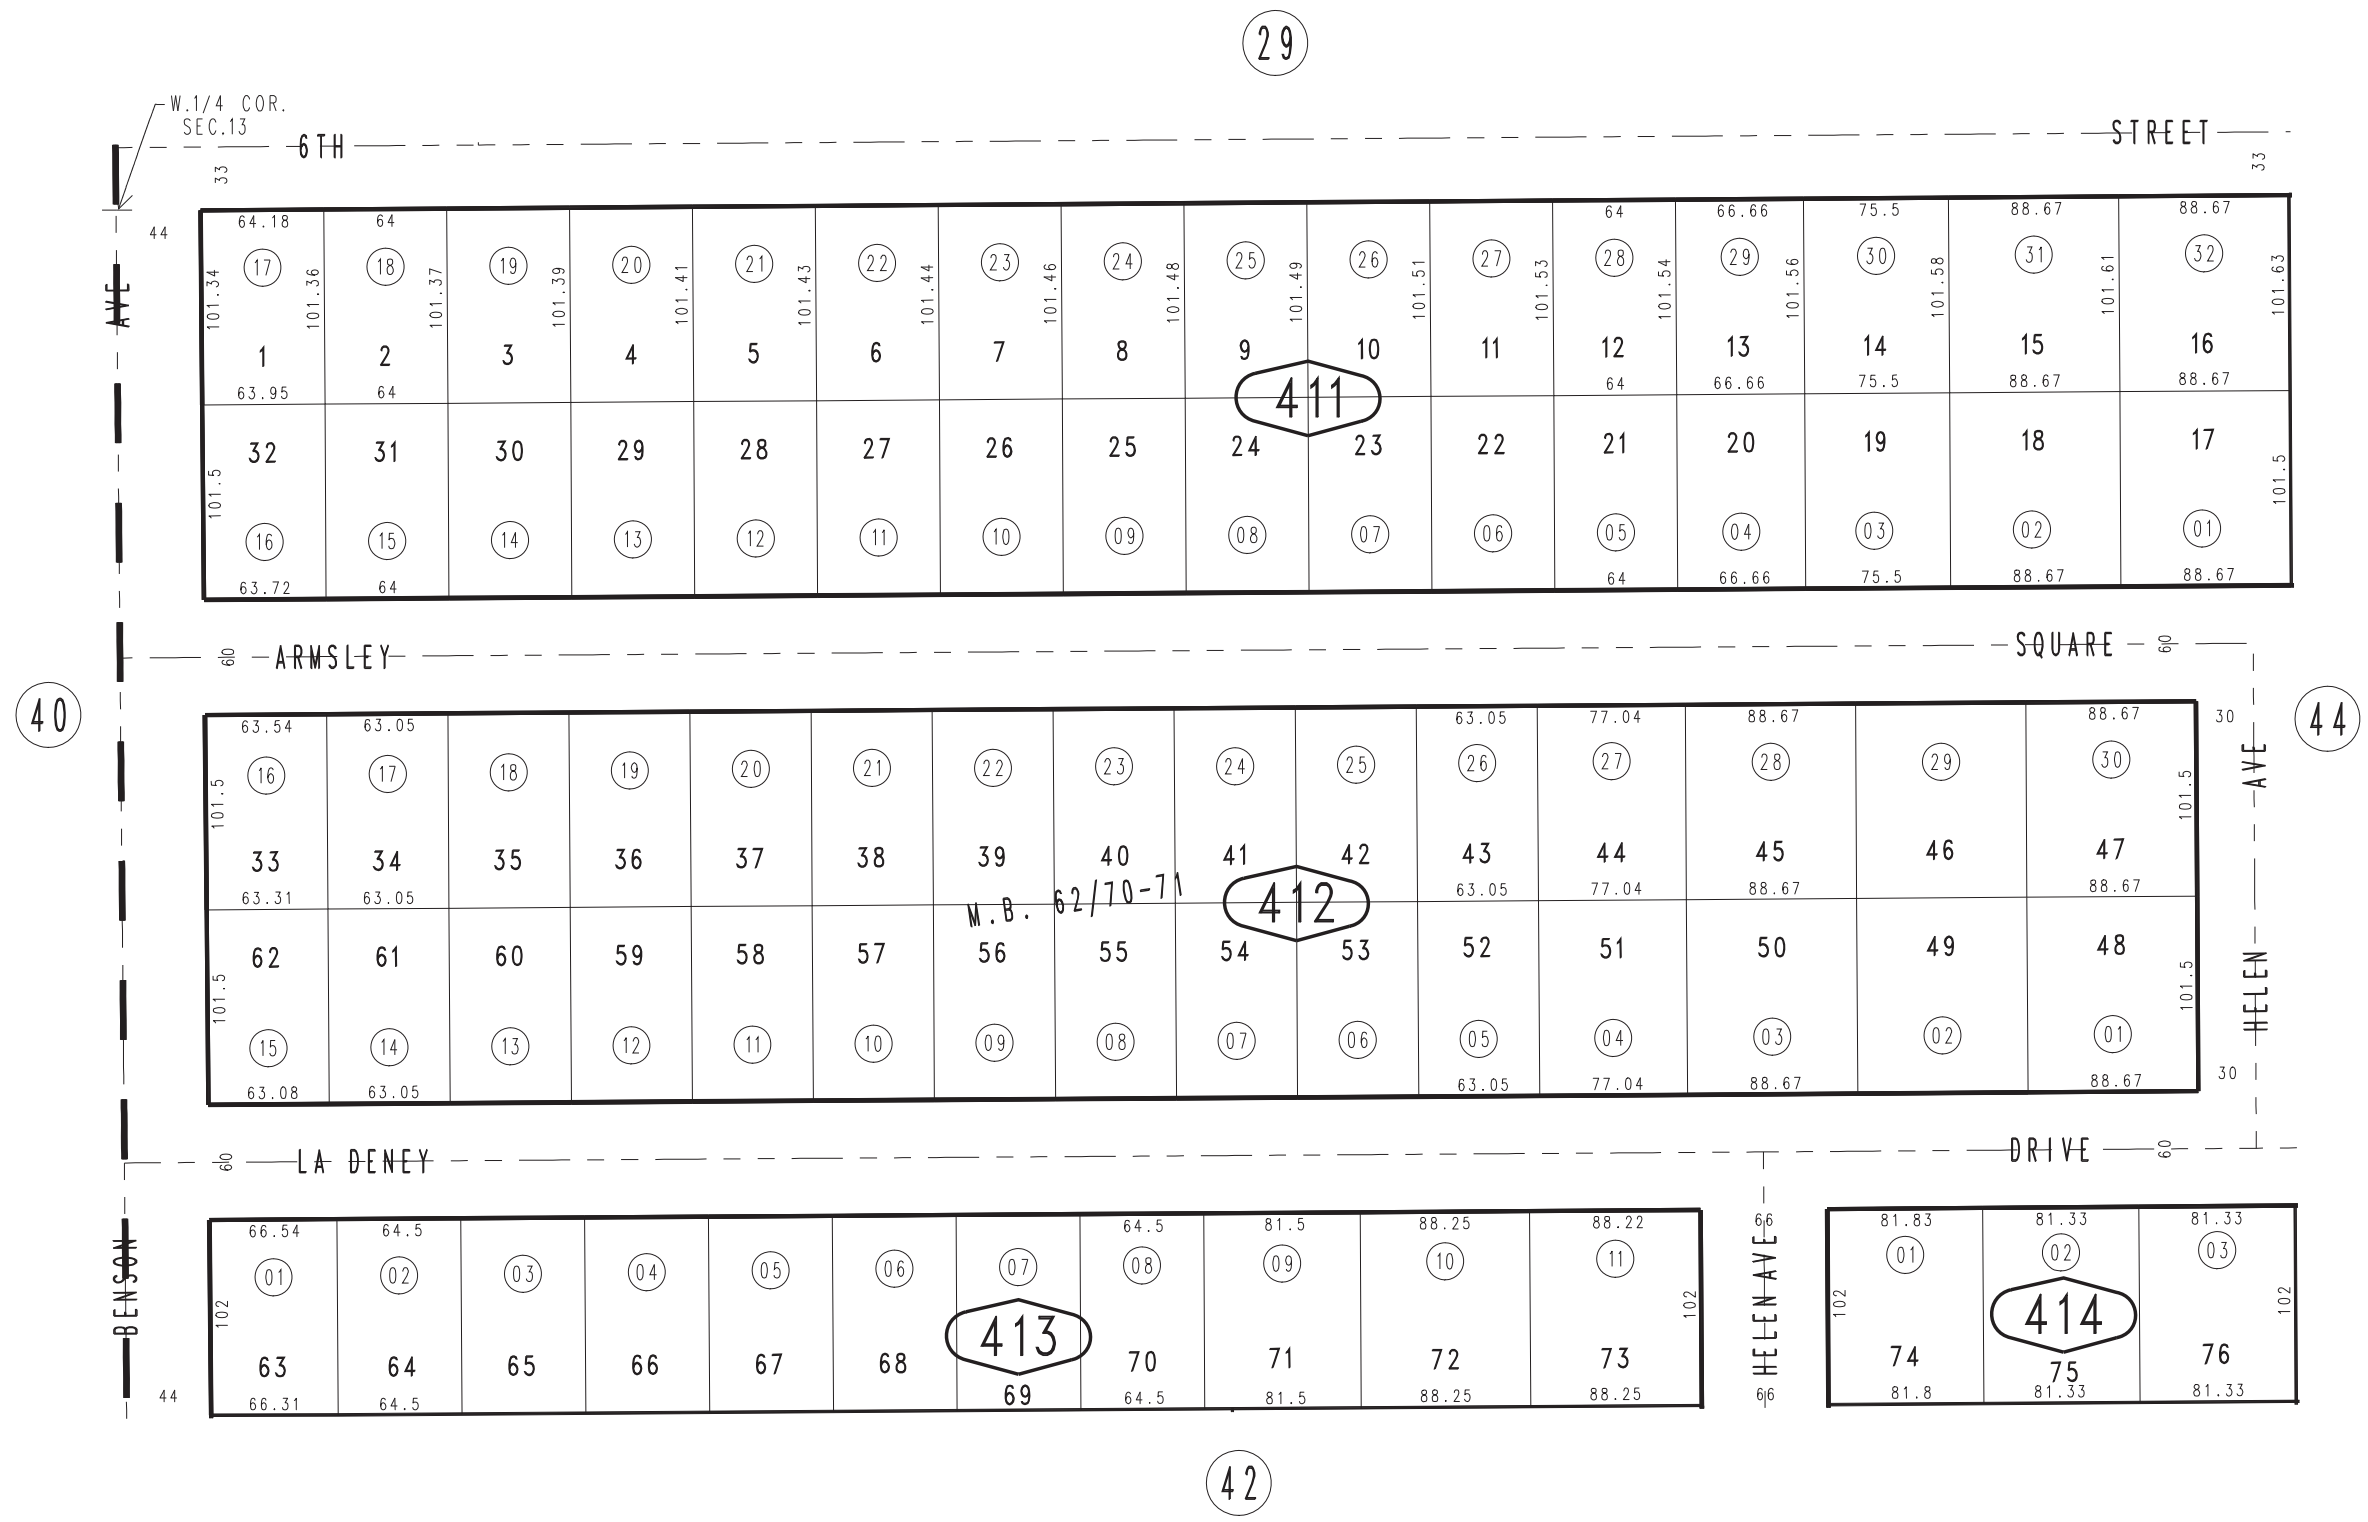 29
W.1/4 COR.
SEC.13
6TH STREET
33 33
44
64.18 64 64 66.66 75.5 88.67 88.67
17 18 19 20 21 22 23 24 25 26 27 28 29 30 31 32
101.34 101.36 101.37 101.39 101.41 101.43 101.44 101.46 101.48 101.49 101.51 101.53 101.54 101.56 101.58 101.61 101.63
AVE
1 2 3 4 5 6 7 8 9 10 11 12 13 14 15 16
63.95 64 64 66.66 75.5 88.67 88.67
411
32 31 30 29 28 27 26 25 24 23 22 21 20 19 18 17
101.5 101.5
16 15 14 13 12 11 10 09 08 07 06 05 04 03 02 01
63.72 64 64 66.66 75.5 88.67 88.67
60 ARMSLEY SQUARE 60
40 44
63.54 63.05 63.05 77.04 88.67 88.67 30
16 17 18 19 20 21 22 23 24 25 26 27 28 29 30
101.5 101.5
AVE
33 34 35 36 37 38 39 40 41 42 43 44 45 46 47
63.31 63.05 63.05 77.04 88.67 88.67
M.B. 62/70-71
412
62 61 60 59 58 57 56 55 54 53 52 51 50 49 48
101.5 101.5
HELEN
15 14 13 12 11 10 09 08 07 06 05 04 03 02 01
63.08 63.05 63.05 77.04 88.67 88.67 30
60 LA DENEY DRIVE 60
66.54 64.5 64.5 81.5 88.25 88.22 66 81.83 81.33 81.33
01 02 03 04 05 06 07 08 09 10 11 01 02 03
BENSON
102 102 102 102
HELEN AVE
413
414
63 64 65 66 67 68 69 70 71 72 73 74 75 76
44
66.31 64.5 64.5 81.5 88.25 88.25 66 81.8 81.33 81.33
42